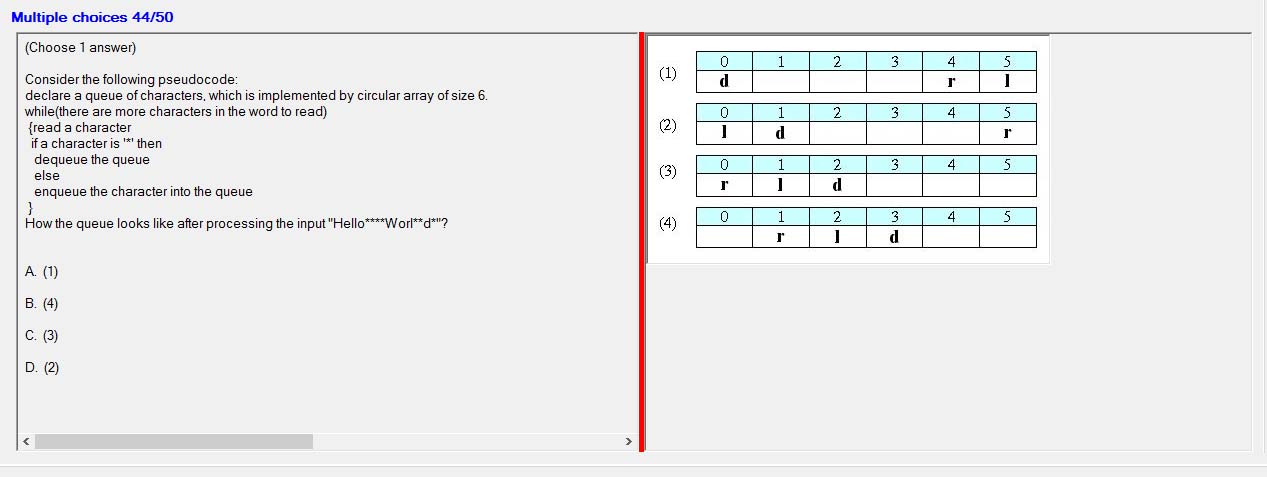 Multiple choices 44/50
(Choose 1 answer)
Consider the following pseudocode:
declare a queue of characters, which is implemented by circular array of size 6.
while(there are more characters in the word to read)
{read a character
if a character is '*' then
dequeue the queue
else
enqueue the character into the queue
}
How the queue looks like after processing the input "Hello****Worl**d*"?
A. (1)
B. (4)
C. (3)
D. (2)
(1)
0 1 2 3 4 5
d r l
(2)
0 1 2 3 4 5
l d r
(3)
0 1 2 3 4 5
r l d
(4)
0 1 2 3 4 5
r l d